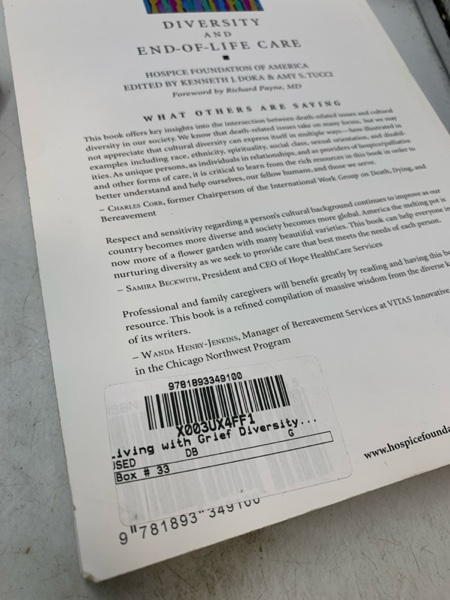 DIVERSITY
AND
END-OF-LIFE CARE
HOSPICE FOUNDATION OF AMERICA
EDITED BY KENNETH J. DOKA & AMY S. TUCCI
Foreword by Richard Payne, MD
WHAT OTHERS ARE SAYING
This book offers key insights into the intersection between death-related issues and cultural
diversity in our society. We know that death-related issues take on many forms, but we may
not appreciate that cultural diversity can express itself in multiple ways—here illustrated in
examples including race, ethnicity, spirituality, social class, sexual orientation, and disabil-
ities. As unique persons, as individuals in relationships, and as providers of hospice/palliative
and other forms of care, it is critical to learn from the rich resources in this book in order to
better understand and help ourselves, our fellow humans, and those we serve.
– CHARLES CORR, former Chairperson of the International Work Group on Death, Dying, and
Bereavement
Respect and sensitivity regarding a person's cultural background continues to improve as our
country becomes more diverse and society becomes more global. America the melting pot is
now more of a flower garden with many beautiful varieties. This book can help everyone in
nurturing diversity as we seek to provide care that best meets the needs of each person.
– SAMIRA BECKWITH, President and CEO of Hope HealthCare Services
Professional and family caregivers will benefit greatly by reading and having this
resource. This book is a refined compilation of massive wisdom from the diverse
of its writers.
– WANDA HENRY-JENKINS, Manager of Bereavement Services at VITAS Innovative
in the Chicago Northwest Program
9781893349100
X003UX4FF1
Living with Grief Diversity...
USED DB G
Box # 33
www.hospicefounda
9 781893 349100